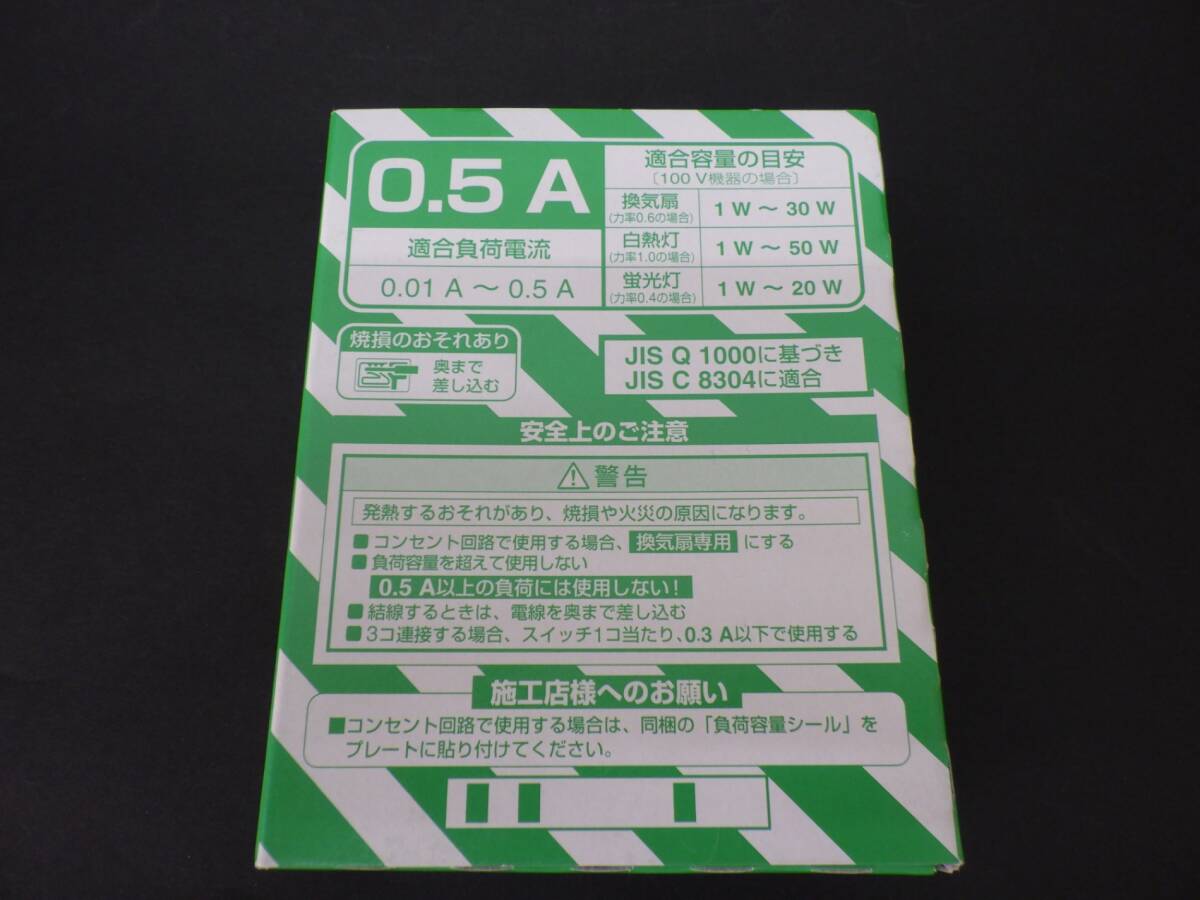 0.5 A
適合負荷電流
0.01 A ～ 0.5 A
適合容量の目安
〔100 V機器の場合〕
換気扇
(力率0.6の場合)
1 W ～ 30 W
白熱灯
(力率1.0の場合)
1 W ～ 50 W
蛍光灯
(力率0.4の場合)
1 W ～ 20 W
焼損のおそれあり
奥まで
差し込む
JIS Q 1000に基づき
JIS C 8304に適合
安全上のご注意
警告
発熱するおそれがあり、焼損や火災の原因になります。
■コンセント回路で使用する場合、換気扇専用にする
■負荷容量を超えて使用しない
0.5 A以上の負荷には使用しない!
■結線するときは、電線を奥まで差し込む
■3コ連接する場合、スイッチ1コ当たり、0.3 A以下で使用する
施工店様へのお願い
■コンセント回路で使用する場合は、同梱の「負荷容量シール」を
プレートに貼り付けてください。